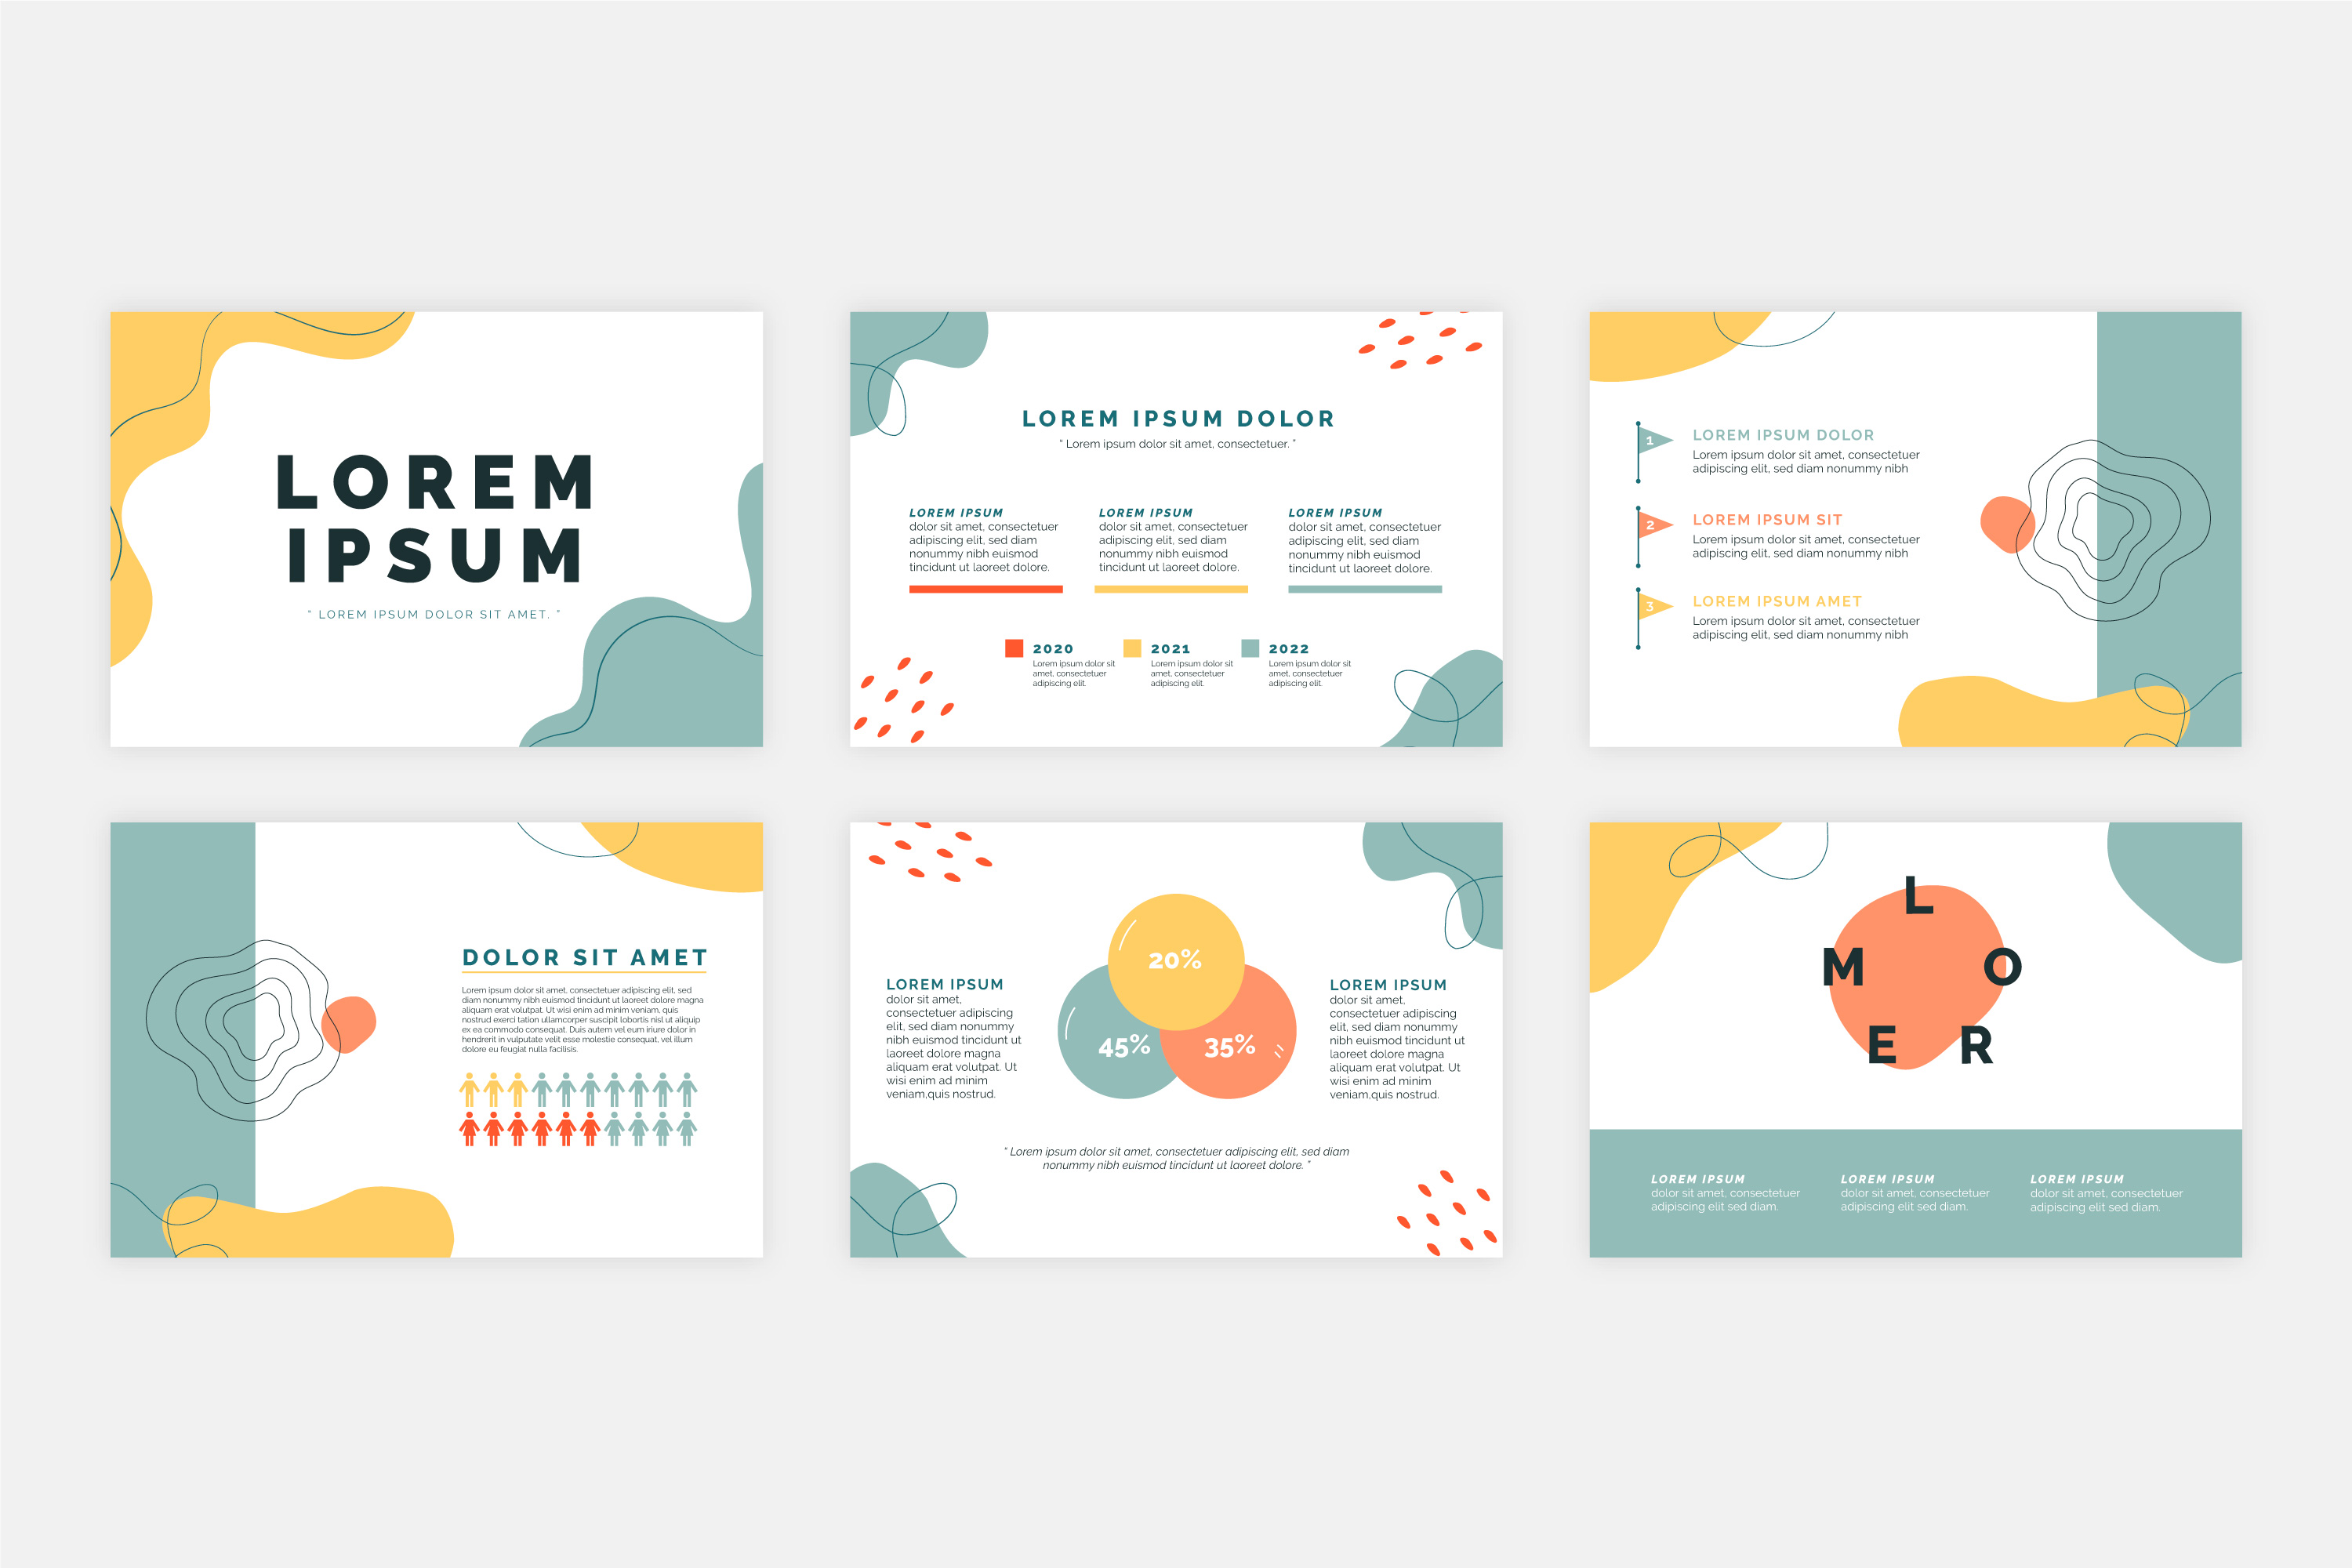 LOREM
IPSUM
" LOREM IPSUM DOLOR SIT AMET. "
LOREM IPSUM DOLOR
" Lorem ipsum dolor sit amet, consectetuer. "
LOREM IPSUM
dolor sit amet, consectetuer
adipiscing elit, sed diam
nonummy nibh euismod
tincidunt ut laoreet dolore.
LOREM IPSUM
dolor sit amet, consectetuer
adipiscing elit, sed diam
nonummy nibh euismod
tincidunt ut laoreet dolore.
LOREM IPSUM
dolor sit amet, consectetuer
adipiscing elit, sed diam
nonummy nibh euismod
tincidunt ut laoreet dolore.
2020
Lorem ipsum dolor sit
amet, consectetuer
adipiscing elit.
2021
Lorem ipsum dolor sit
amet, consectetuer
adipiscing elit.
2022
Lorem ipsum dolor sit
amet, consectetuer
adipiscing elit.
1
LOREM IPSUM DOLOR
Lorem ipsum dolor sit amet, consectetuer
adipiscing elit, sed diam nonummy nibh
2
LOREM IPSUM SIT
Lorem ipsum dolor sit amet, consectetuer
adipiscing elit, sed diam nonummy nibh
3
LOREM IPSUM AMET
Lorem ipsum dolor sit amet, consectetuer
adipiscing elit, sed diam nonummy nibh
DOLOR SIT AMET
Lorem ipsum dolor sit amet, consectetuer adipiscing elit, sed
diam nonummy nibh euismod tincidunt ut laoreet dolore magna
aliquam erat volutpat. Ut wisi enim ad minim veniam, quis
nostrud exerci tation ullamcorper suscipit lobortis nisl ut aliquip
ex ea commodo consequat. Duis autem vel eum iriure dolor in
hendrerit in vulputate velit esse molestie consequat, vel illum
dolore eu feugiat nulla facilisis.
LOREM IPSUM
dolor sit amet,
consectetuer adipiscing
elit, sed diam nonummy
nibh euismod tincidunt ut
laoreet dolore magna
aliquam erat volutpat. Ut
wisi enim ad minim
veniam,quis nostrud.
20%
45%
35%
LOREM IPSUM
dolor sit amet,
consectetuer adipiscing
elit, sed diam nonummy
nibh euismod tincidunt ut
laoreet dolore magna
aliquam erat volutpat. Ut
wisi enim ad minim
veniam,quis nostrud.
" Lorem ipsum dolor sit amet, consectetuer adipiscing elit, sed diam
nonummy nibh euismod tincidunt ut laoreet dolore. "
L
M O
E R
LOREM IPSUM
dolor sit amet, consectetuer
adipiscing elit sed diam.
LOREM IPSUM
dolor sit amet, consectetuer
adipiscing elit sed diam.
LOREM IPSUM
dolor sit amet, consectetuer
adipiscing elit sed diam.